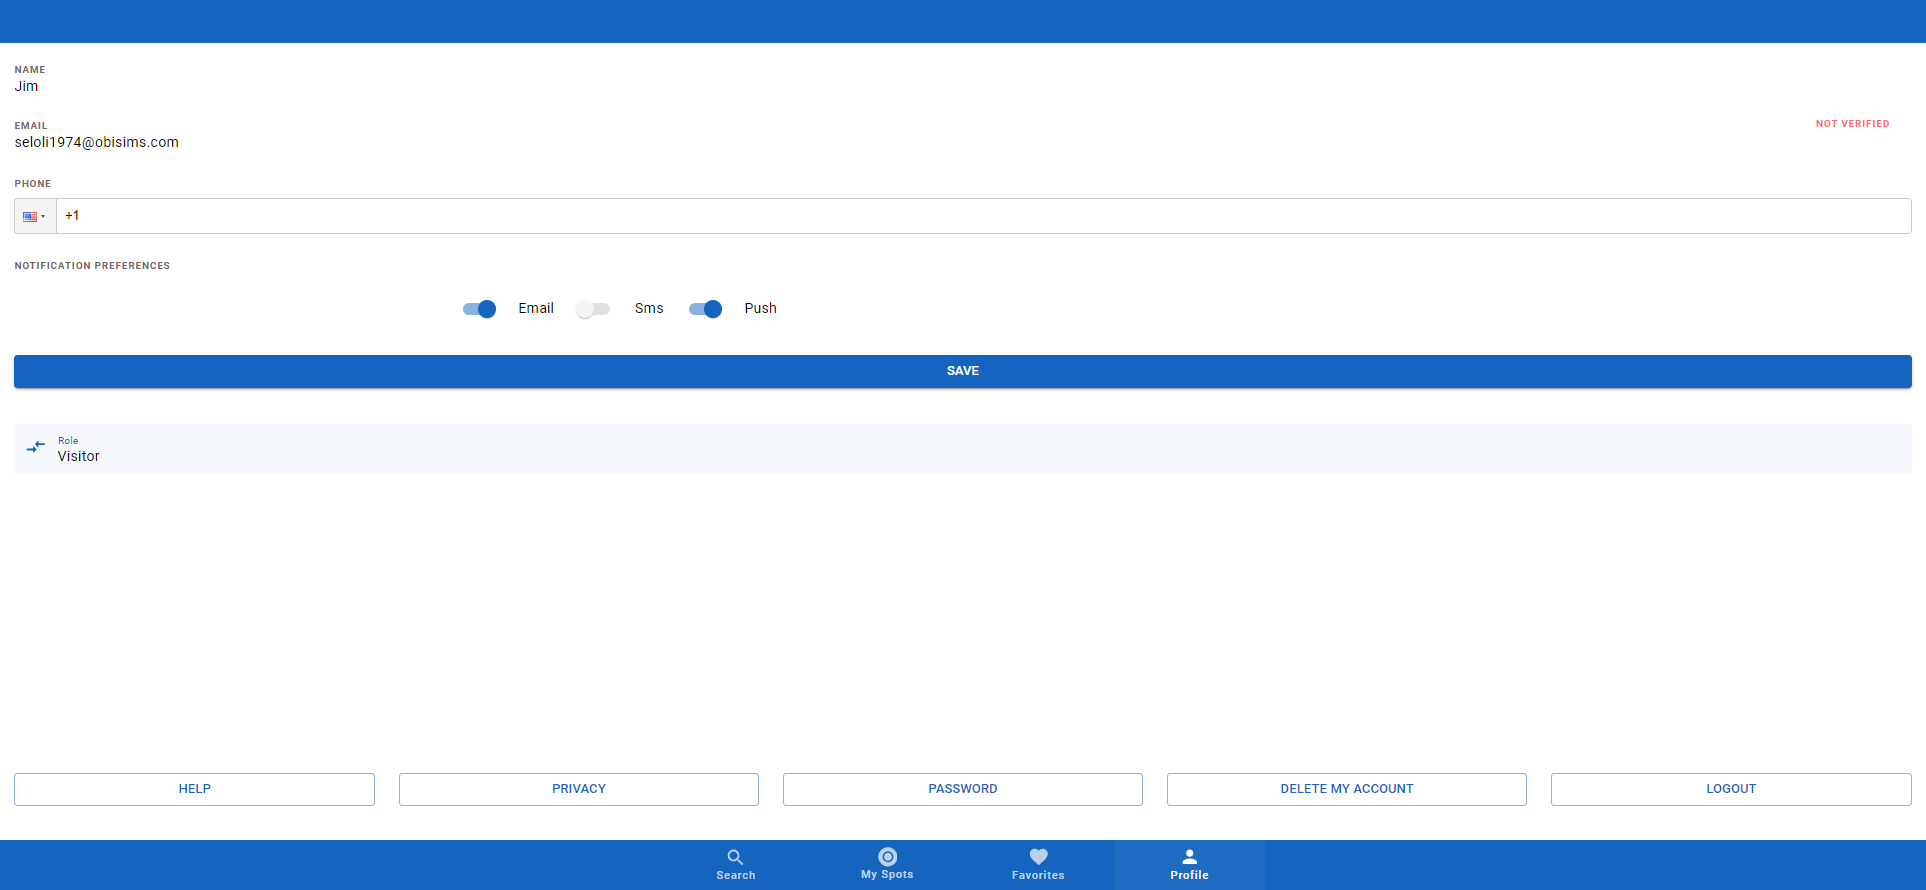 NAME
Jim
EMAIL
NOT VERIFIED
seloli1974@obisims.com
PHONE
+1
NOTIFICATION PREFERENCES
Email Sms Push
SAVE
Role
Visitor
HELP PRIVACY PASSWORD DELETE MY ACCOUNT LOGOUT
Search My Spots Favorites Profile